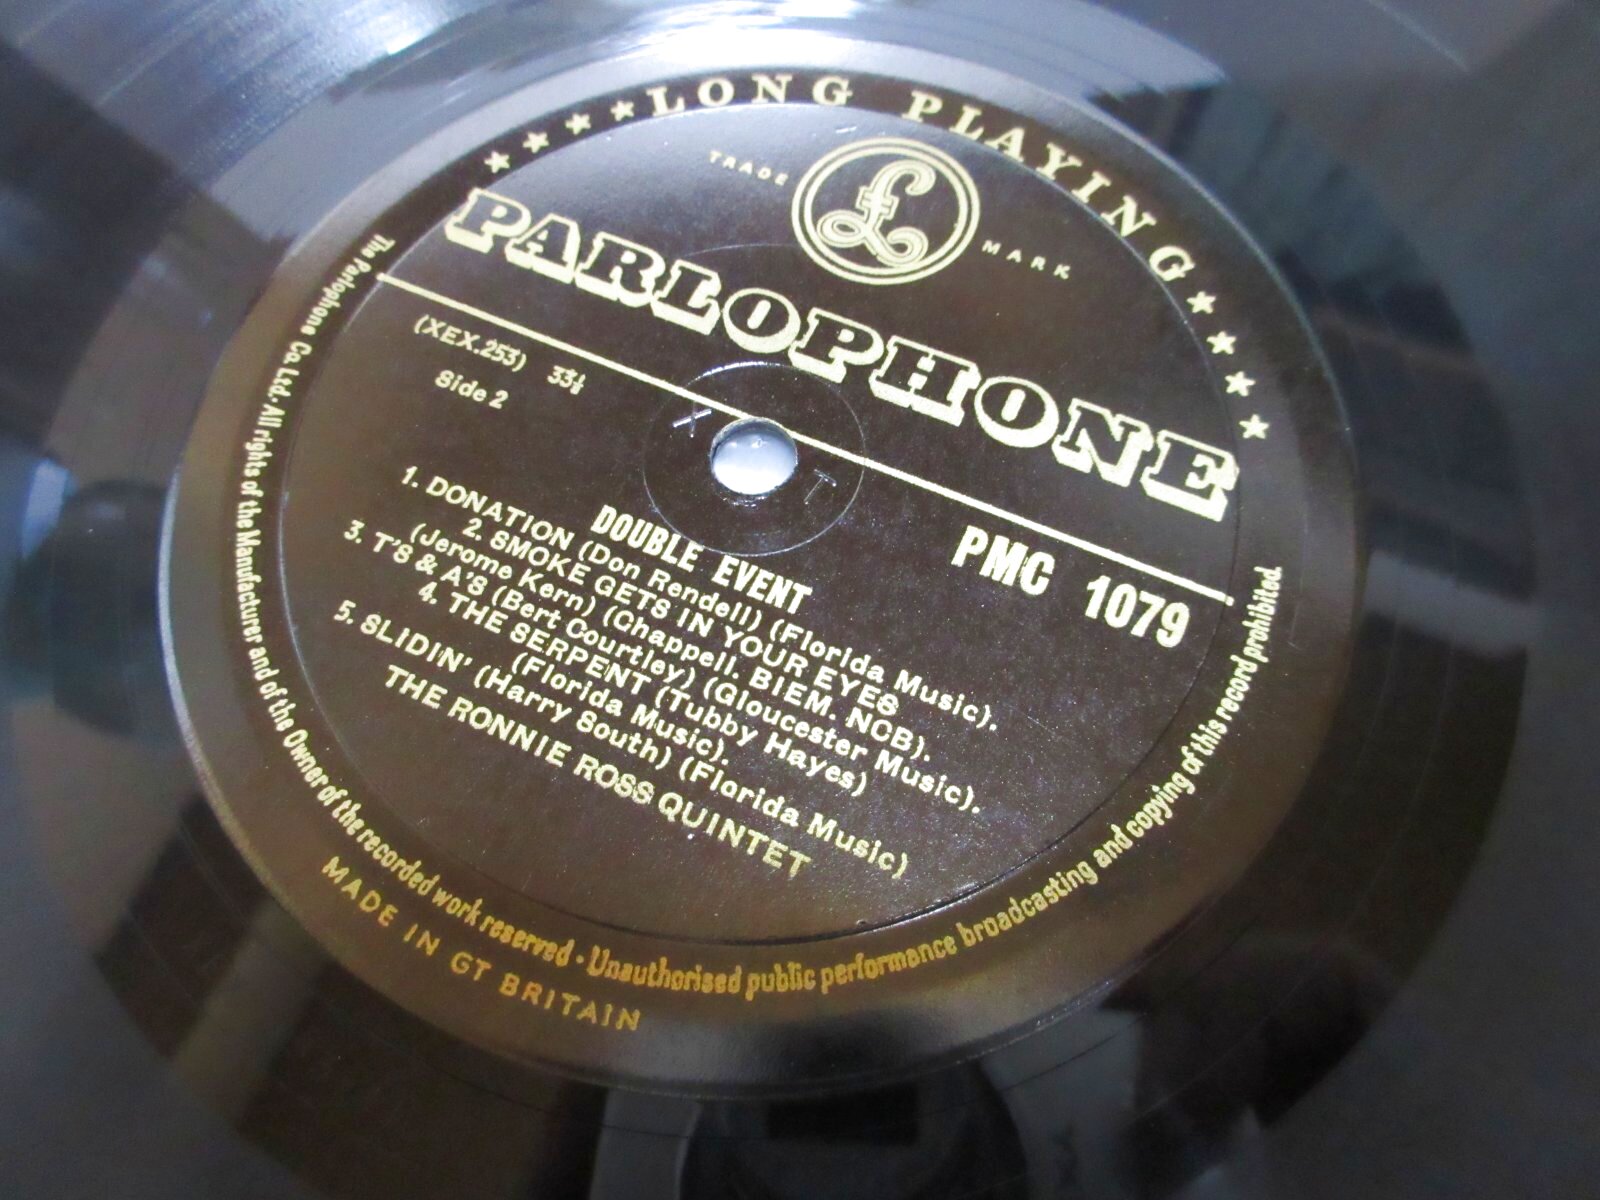 ★★★★LONG PLAYING★★★★
TRADE £ MARK
PARLOPHONE
(XEX.253) 33⅓
Side 2
PMC 1079
DOUBLE EVENT
1. DONATION (Don Rendell) (Florida Music).
2. SMOKE GETS IN YOUR EYES
(Jerome Kern) (Chappell. BIEM. NCB).
3. T'S & A'S (Bert Courtley) (Gloucester Music).
4. THE SERPENT (Tubby Hayes)
(Florida Music).
5. SLIDIN' (Harry South) (Florida Music)
THE RONNIE ROSS QUINTET
The Parlophone Co. Ltd. All rights of the Manufacturer and of the Owner of the recorded work reserved · Unauthorised public performance broadcasting and copying of this record prohibited.
MADE IN GT BRITAIN
X T